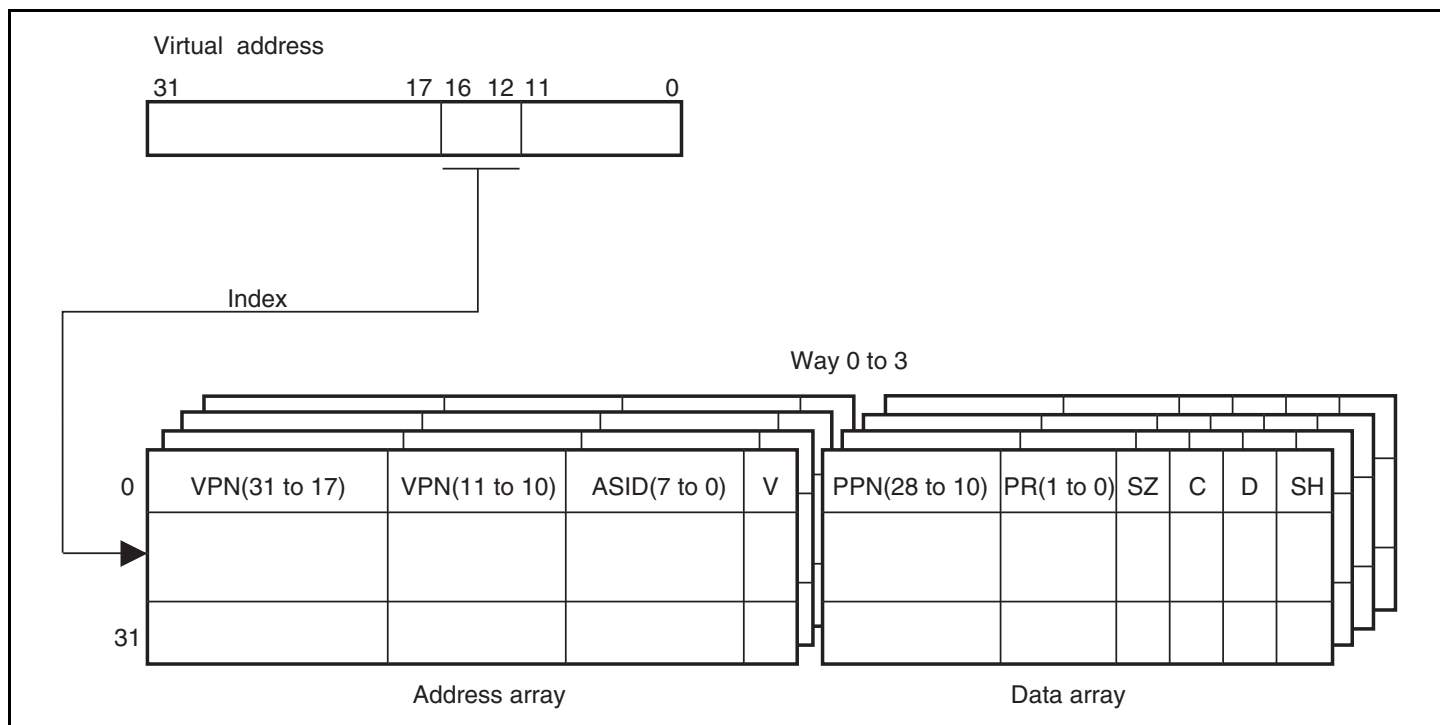 Virtual address
31 17 16 12 11 0
Index
Way 0 to 3
0 VPN(31 to 17) VPN(11 to 10) ASID(7 to 0) V PPN(28 to 10) PR(1 to 0) SZ C D SH
31
Address array Data array